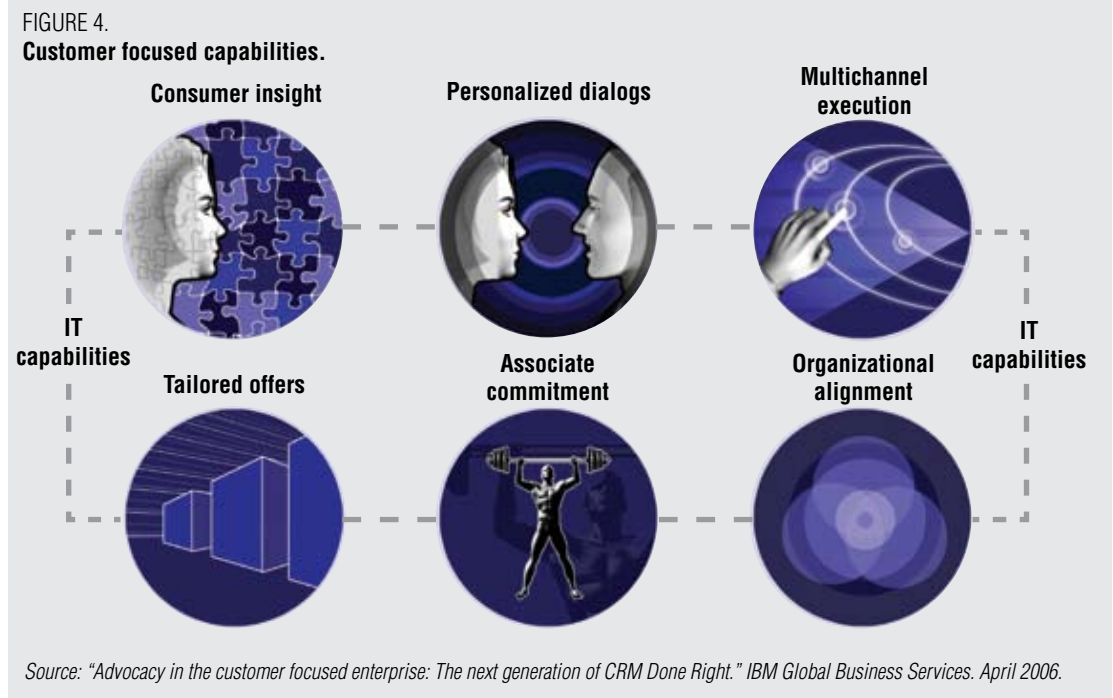 FIGURE 4.
Customer focused capabilities.
Consumer insight
Personalized dialogs
Multichannel
execution
IT
capabilities
IT
capabilities
Tailored offers
Associate
commitment
Organizational
alignment
Source: “Advocacy in the customer focused enterprise: The next generation of CRM Done Right.” IBM Global Business Services. April 2006.